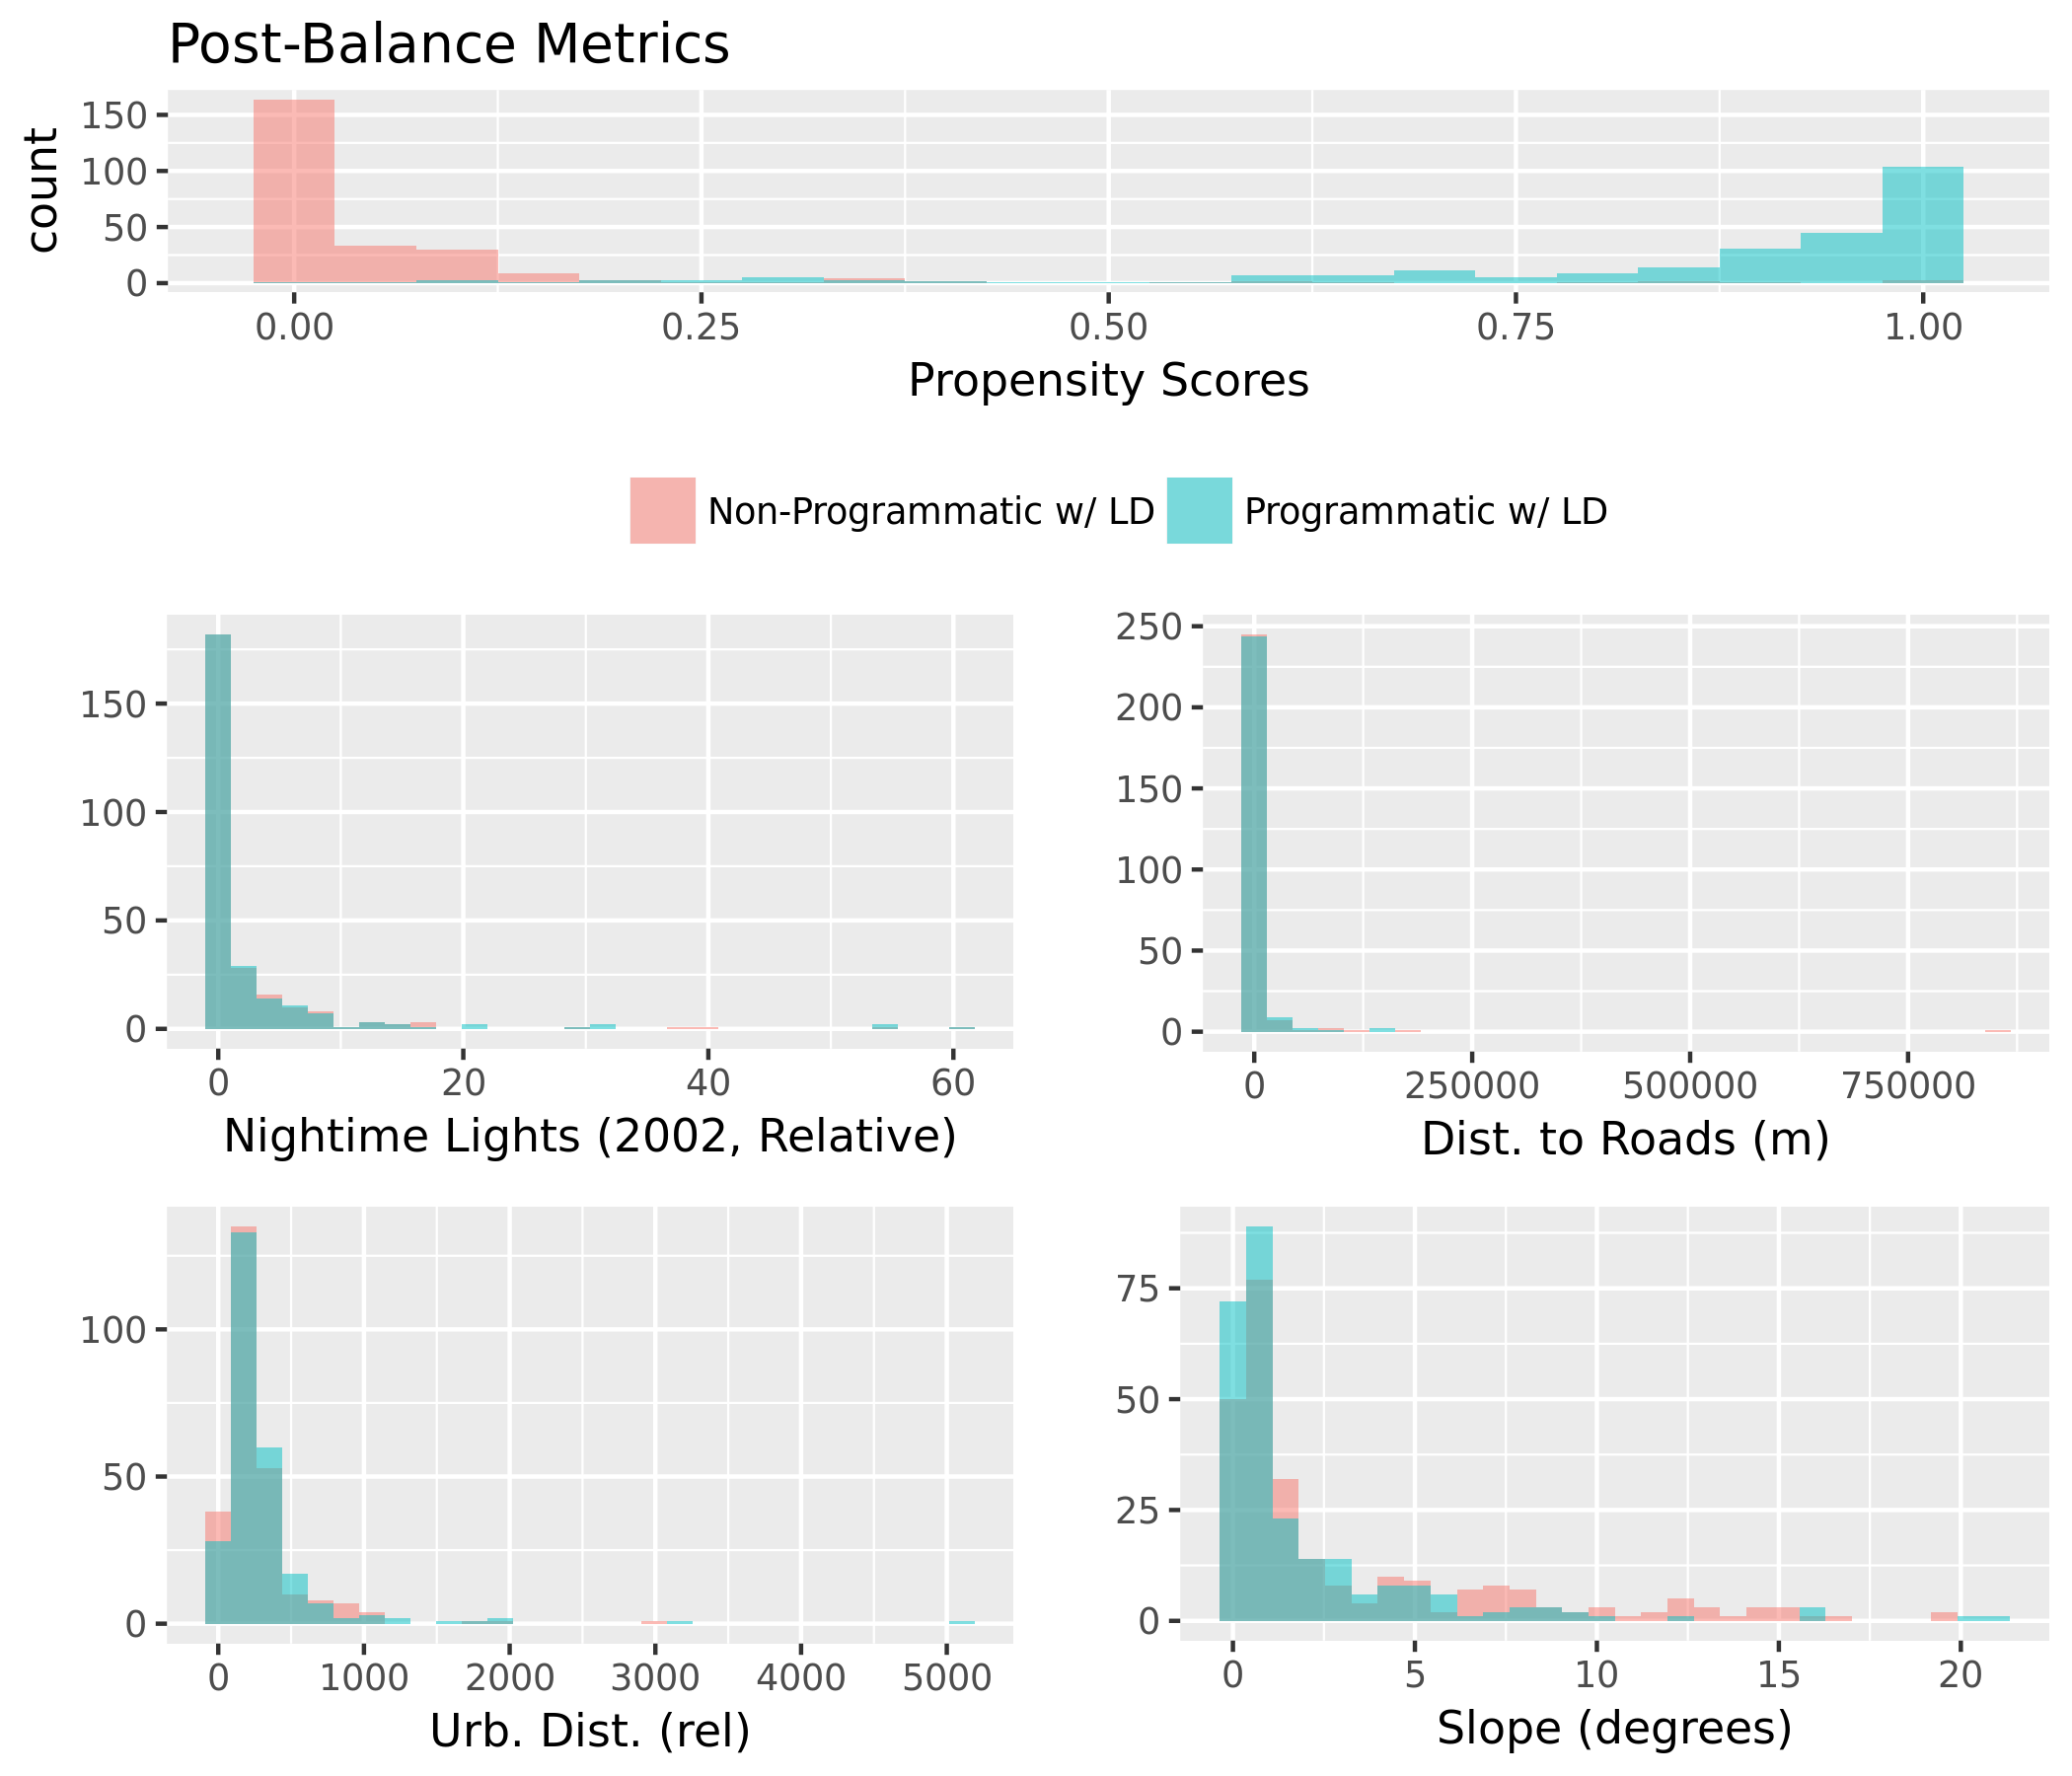 Post-Balance Metrics
count
150
100
50
0
0.00 0.25 0.50 0.75 1.00
Propensity Scores
Non-Programmatic w/ LD Programmatic w/ LD
150
100
50
0
0 20 40 60
Nightime Lights (2002, Relative)
250
200
150
100
50
0
0 250000 500000 750000
Dist. to Roads (m)
100
50
0
0 1000 2000 3000 4000 5000
Urb. Dist. (rel)
75
50
25
0
0 5 10 15 20
Slope (degrees)